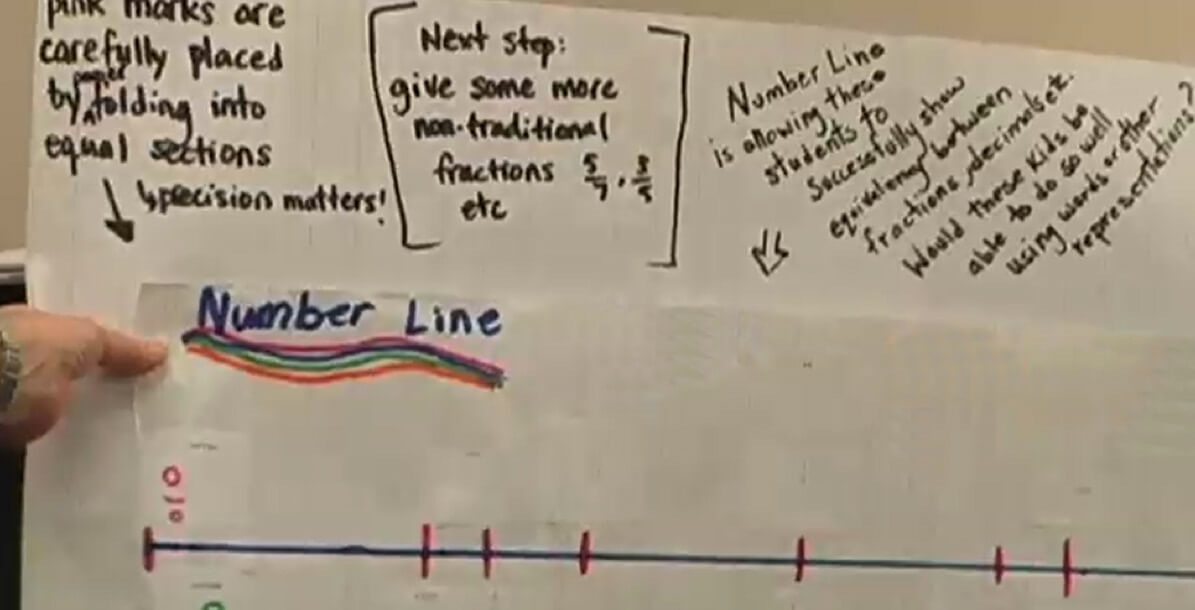 pink marks are
carefully placed
by paper folding into
equal sections
↳precision matters!
Next step:
give some more
non-traditional
fractions 5/7, 3/5
etc
Number Line
is allowing these
students to
successfully show
equivalency between
fractions, decimals etc.
Would these kids be
able to do so well
using words or other
representations?
Number Line
0/0